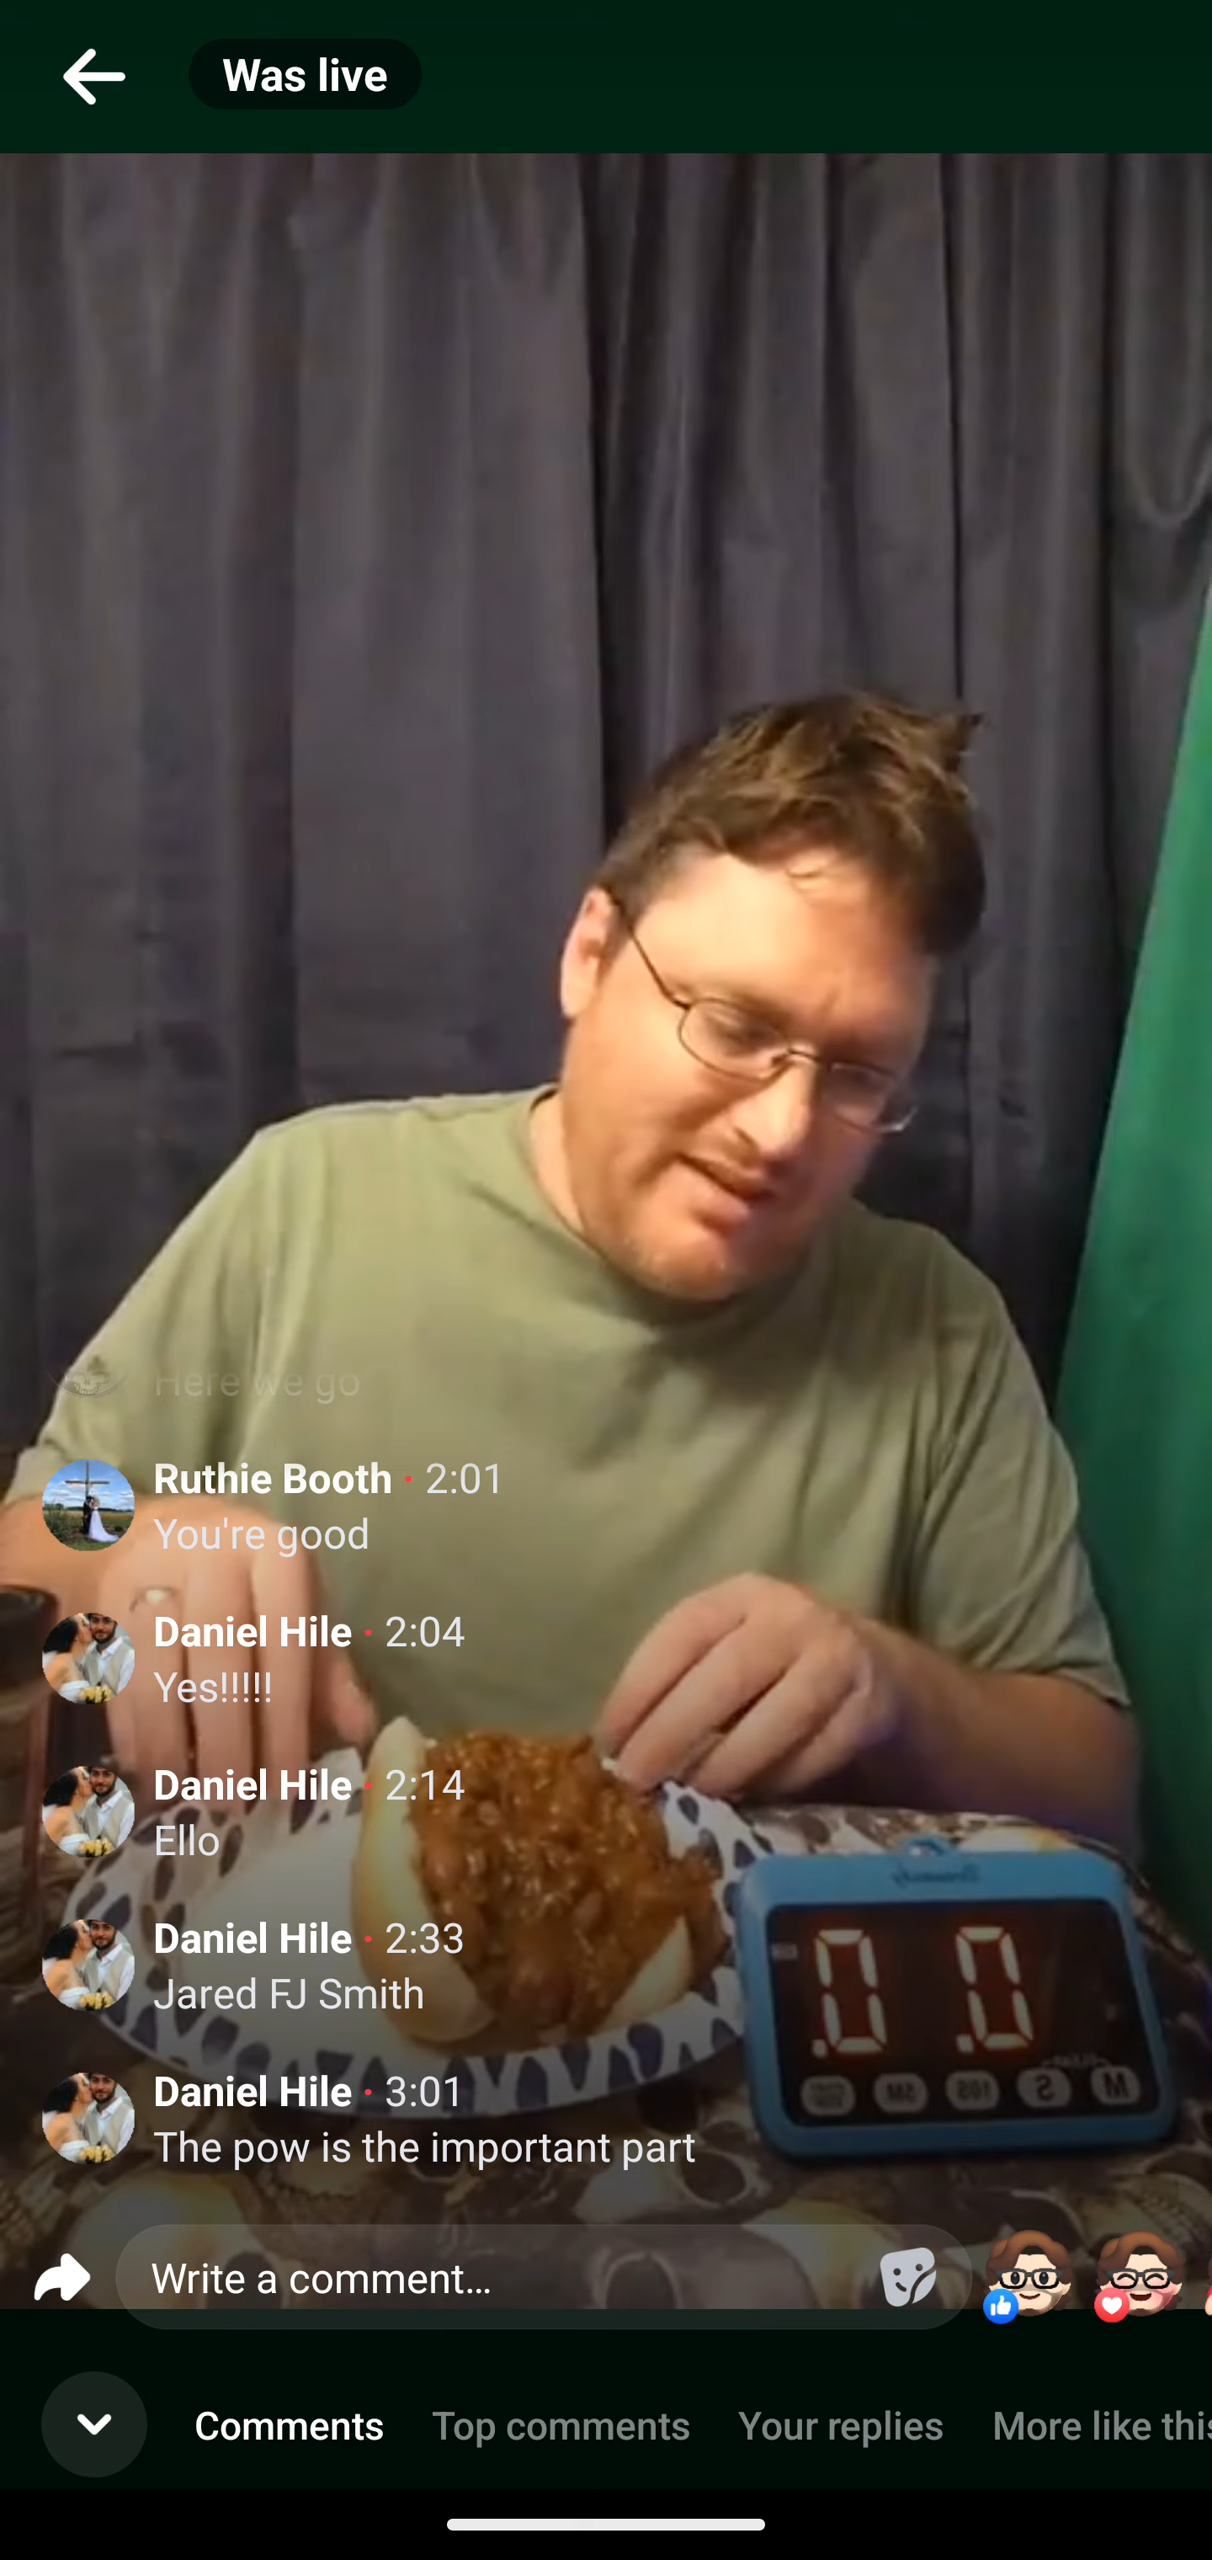 Was live
Here we go
Ruthie Booth · 2:01
You're good
Daniel Hile · 2:04
Yes!!!!!
Daniel Hile · 2:14
Ello
Daniel Hile · 2:33
Jared FJ Smith
Daniel Hile · 3:01
The pow is the important part
0 0
S M
Write a comment...
Comments Top comments Your replies More like this